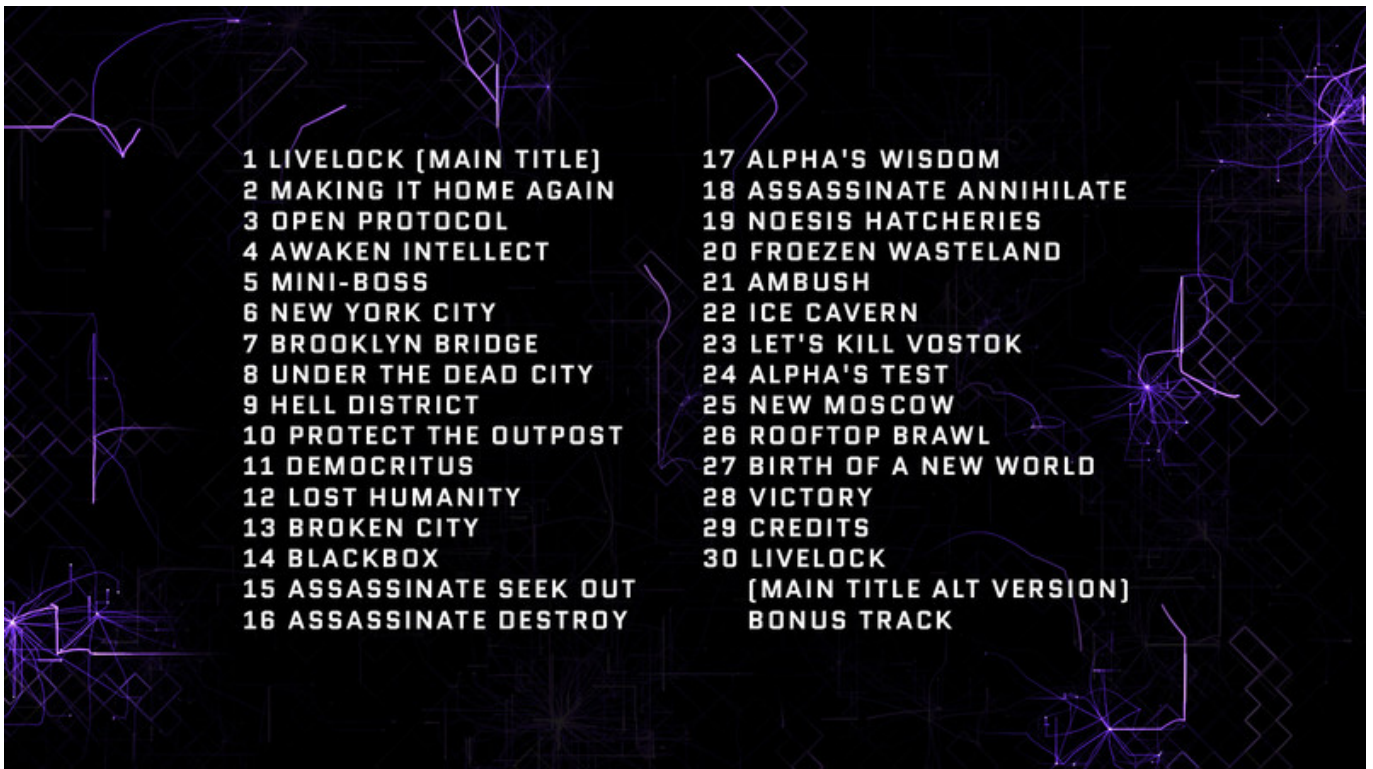 1 LIVELOCK (MAIN TITLE)
2 MAKING IT HOME AGAIN
3 OPEN PROTOCOL
4 AWAKEN INTELLECT
5 MINI-BOSS
6 NEW YORK CITY
7 BROOKLYN BRIDGE
8 UNDER THE DEAD CITY
9 HELL DISTRICT
10 PROTECT THE OUTPOST
11 DEMOCRITUS
12 LOST HUMANITY
13 BROKEN CITY
14 BLACKBOX
15 ASSASSINATE SEEK OUT
16 ASSASSINATE DESTROY
17 ALPHA'S WISDOM
18 ASSASSINATE ANNIHILATE
19 NOESIS HATCHERIES
20 FROEZEN WASTELAND
21 AMBUSH
22 ICE CAVERN
23 LET'S KILL VOSTOK
24 ALPHA'S TEST
25 NEW MOSCOW
26 ROOFTOP BRAWL
27 BIRTH OF A NEW WORLD
28 VICTORY
29 CREDITS
30 LIVELOCK
(MAIN TITLE ALT VERSION)
BONUS TRACK